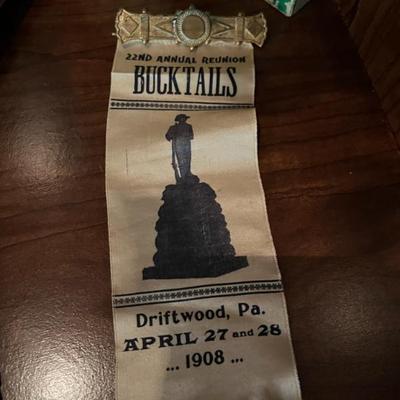 22ND ANNUAL REUNION
BUCKTAILS
Driftwood, Pa.
APRIL 27 and 28
... 1908 ...